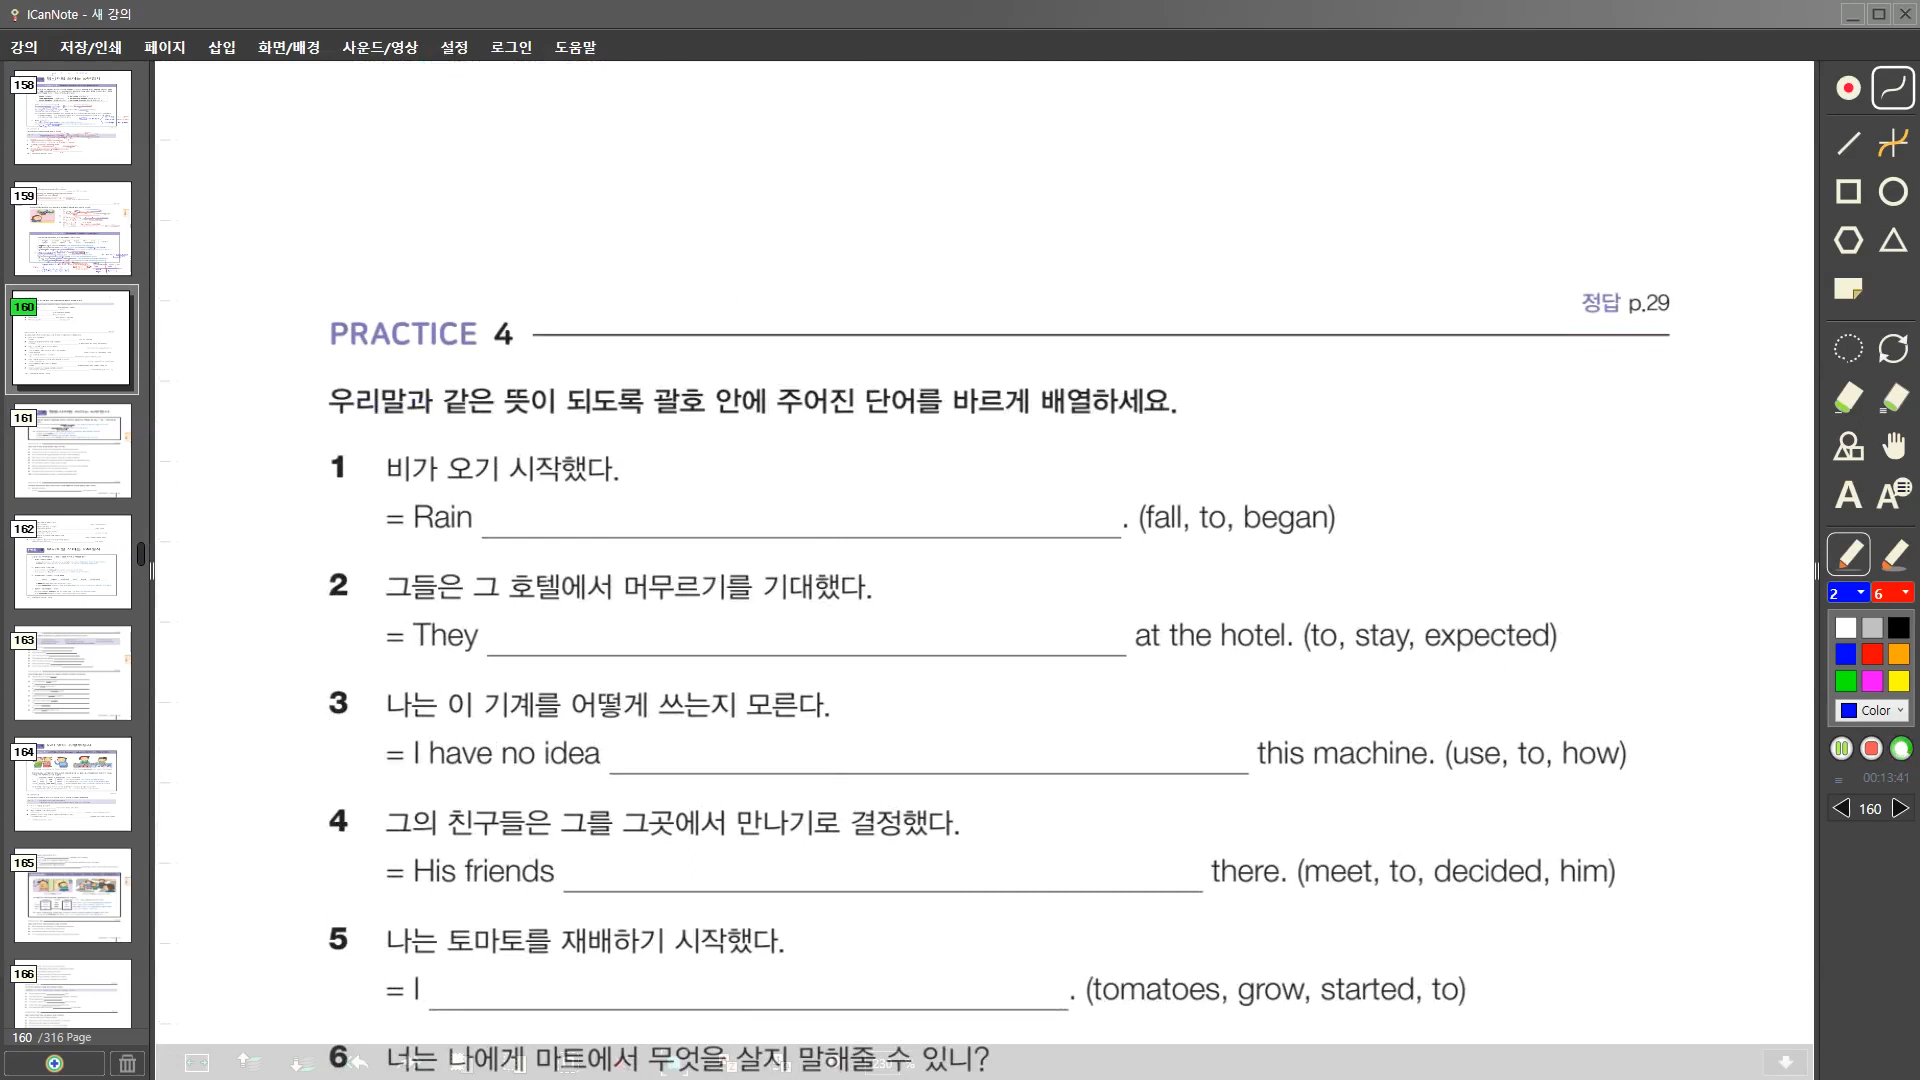 ICanNote - 새 강의
강의 저장/인쇄 페이지 삽입 화면/배경 사운드/영상 설정 로그인 도움말
158
159
160
161
162
163
164
165
166
160 /316 Page
정답 p.29
PRACTICE 4
우리말과 같은 뜻이 되도록 괄호 안에 주어진 단어를 바르게 배열하세요.
1 비가 오기 시작했다.
= Rain . (fall, to, began)
2 그들은 그 호텔에서 머무르기를 기대했다.
= They at the hotel. (to, stay, expected)
3 나는 이 기계를 어떻게 쓰는지 모른다.
= I have no idea this machine. (use, to, how)
4 그의 친구들은 그를 그곳에서 만나기로 결정했다.
= His friends there. (meet, to, decided, him)
5 나는 토마토를 재배하기 시작했다.
= I . (tomatoes, grow, started, to)
6 너는 나에게 마트에서 무엇을 살지 말해줄 수 있니?
2 6
Color
00:13:41
160